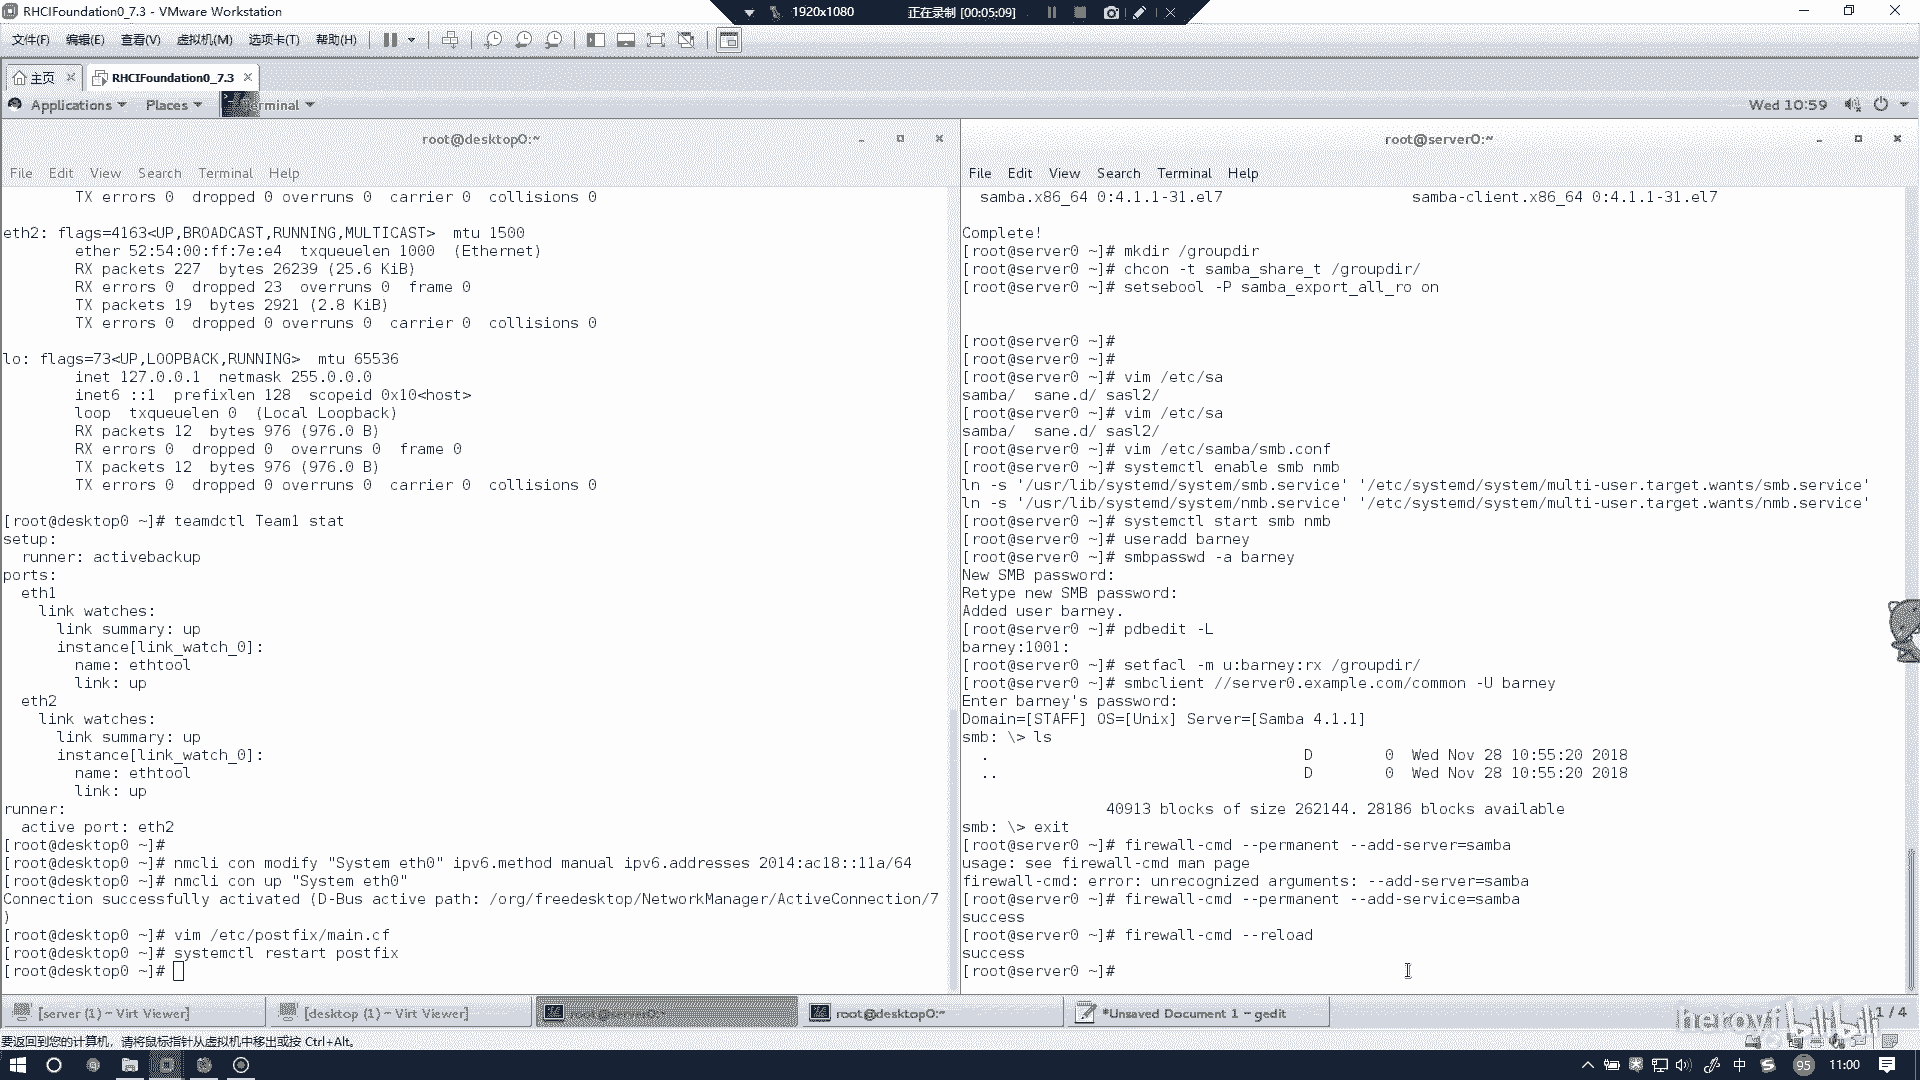 RHCIFoundation0_7.3 - VMware Workstation
1920x1080
正在录制 [00:05:09]
文件(F) 编辑(E) 查看(V) 虚拟机(M) 选项卡(T) 帮助(H)
主页
RHCIFoundation0_7.3
Applications Places
Wed 10:59
root@desktop0:~
File Edit View Search Terminal Help
TX errors 0 dropped 0 overruns 0 carrier 0 collisions 0
eth2: flags=4163<UP,BROADCAST,RUNNING,MULTICAST> mtu 1500
ether 52:54:00:ff:7e:e4 txqueuelen 1000 (Ethernet)
RX packets 227 bytes 26239 (25.6 KiB)
RX errors 0 dropped 23 overruns 0 frame 0
TX packets 19 bytes 2921 (2.8 KiB)
TX errors 0 dropped 0 overruns 0 carrier 0 collisions 0
lo: flags=73<UP,LOOPBACK,RUNNING> mtu 65536
inet 127.0.0.1 netmask 255.0.0.0
inet6 ::1 prefixlen 128 scopeid 0x10<host>
loop txqueuelen 0 (Local Loopback)
RX packets 12 bytes 976 (976.0 B)
RX errors 0 dropped 0 overruns 0 frame 0
TX packets 12 bytes 976 (976.0 B)
TX errors 0 dropped 0 overruns 0 carrier 0 collisions 0
[root@desktop0 ~]# teamdctl Team1 stat
setup:
runner: activebackup
ports:
eth1
link watches:
link summary: up
instance[link_watch_0]:
name: ethtool
link: up
eth2
link watches:
link summary: up
instance[link_watch_0]:
name: ethtool
link: up
runner:
active port: eth2
[root@desktop0 ~]#
[root@desktop0 ~]# nmcli con modify "System eth0" ipv6.method manual ipv6.addresses 2014:ac18::11a/64
[root@desktop0 ~]# nmcli con up "System eth0"
Connection successfully activated (D-Bus active path: /org/freedesktop/NetworkManager/ActiveConnection/7
)
[root@desktop0 ~]# vim /etc/postfix/main.cf
[root@desktop0 ~]# systemctl restart postfix
[root@desktop0 ~]#
root@server0:~
File Edit View Search Terminal Help
samba.x86_64 0:4.1.1-31.el7 samba-client.x86_64 0:4.1.1-31.el7
Complete!
[root@server0 ~]# mkdir /groupdir
[root@server0 ~]# chcon -t samba_share_t /groupdir/
[root@server0 ~]# setsebool -P samba_export_all_ro on
[root@server0 ~]#
[root@server0 ~]#
[root@server0 ~]# vim /etc/sa
samba/ sane.d/ sasl2/
[root@server0 ~]# vim /etc/sa
samba/ sane.d/ sasl2/
[root@server0 ~]# vim /etc/samba/smb.conf
[root@server0 ~]# systemctl enable smb nmb
ln -s '/usr/lib/systemd/system/smb.service' '/etc/systemd/system/multi-user.target.wants/smb.service'
ln -s '/usr/lib/systemd/system/nmb.service' '/etc/systemd/system/multi-user.target.wants/nmb.service'
[root@server0 ~]# systemctl start smb nmb
[root@server0 ~]# useradd barney
[root@server0 ~]# smbpasswd -a barney
New SMB password:
Retype new SMB password:
Added user barney.
[root@server0 ~]# pdbedit -L
barney:1001:
[root@server0 ~]# setfacl -m u:barney:rx /groupdir/
[root@server0 ~]# smbclient //server0.example.com/common -U barney
Enter barney's password:
Domain=[STAFF] OS=[Unix] Server=[Samba 4.1.1]
smb: \> ls
. D 0 Wed Nov 28 10:55:20 2018
.. D 0 Wed Nov 28 10:55:20 2018
40913 blocks of size 262144. 28186 blocks available
smb: \> exit
[root@server0 ~]# firewall-cmd --permanent --add-server=samba
usage: see firewall-cmd man page
firewall-cmd: error: unrecognized arguments: --add-server=samba
[root@server0 ~]# firewall-cmd --permanent --add-service=samba
success
[root@server0 ~]# firewall-cmd --reload
success
[root@server0 ~]#
[server (1) - Virt Viewer]
[desktop (1) - Virt Viewer]
root@server0:~
root@desktop0:~
*Unsaved Document 1 - gedit
1 / 4
bilibili
要返回到您的计算机，请将鼠标指针从虚拟机中移出或按 Ctrl+Alt。
中
95
11:00